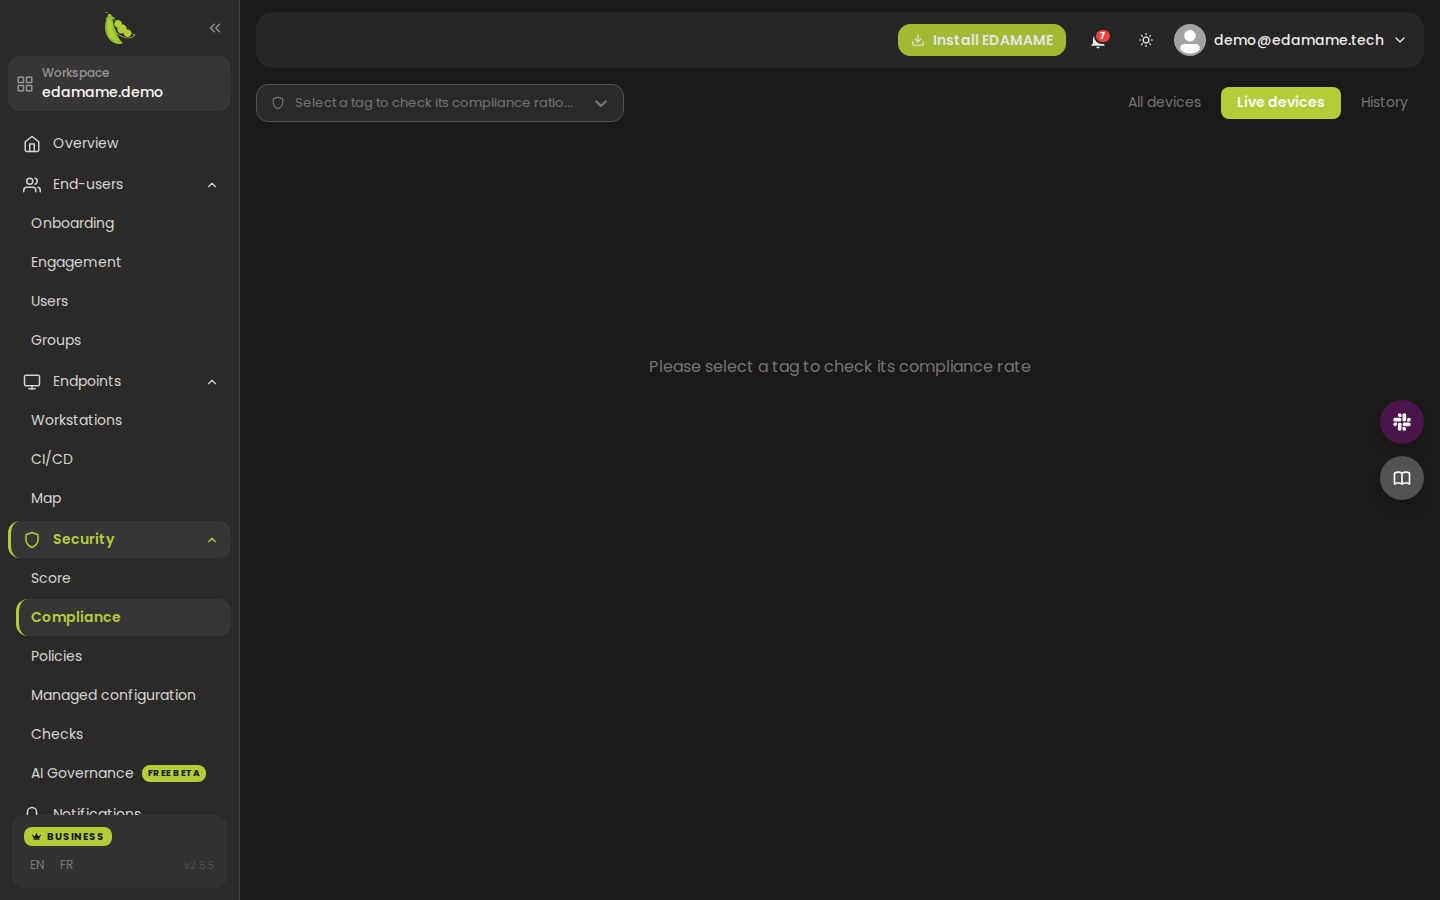 Workspace
edamame.demo
Overview
End-users
Onboarding
Engagement
Users
Groups
Endpoints
Workstations
CI/CD
Map
Security
Score
Compliance
Policies
Managed configuration
Checks
AI Governance FREE BETA
Notifications
BUSINESS
EN FR v2.5.5
Install EDAMAME 7 demo@edamame.tech
Select a tag to check its compliance ratio... All devices Live devices History
Please select a tag to check its compliance rate